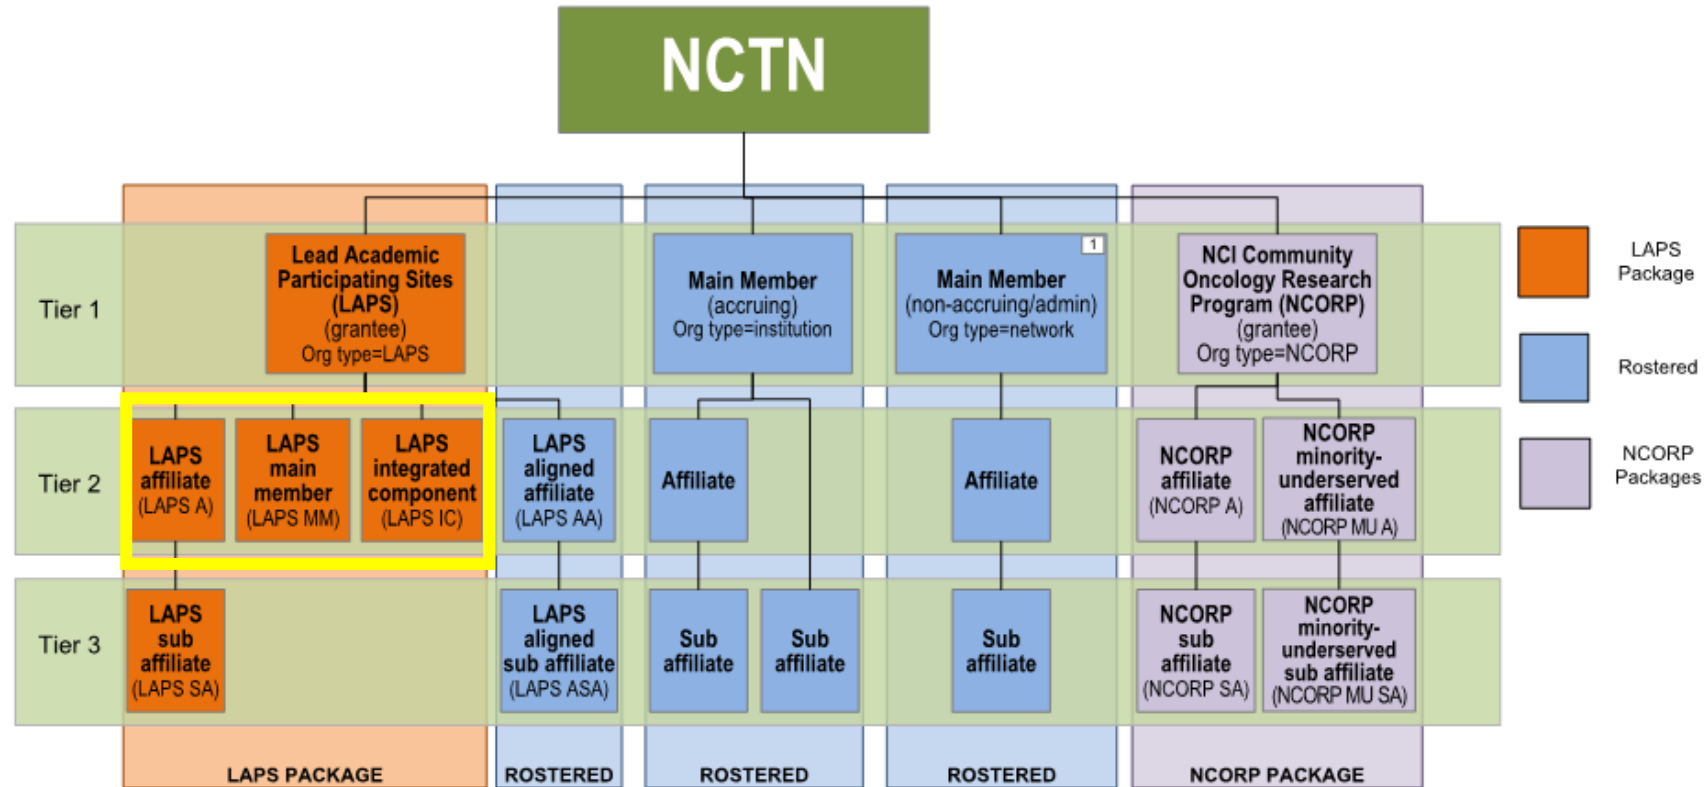 NCTN
Lead Academic
Participating Sites
(LAPS)
(grantee)
Org type=LAPS
Main Member
(accruing)
Org type=institution
1
Main Member
(non-accruing/admin)
Org type=network
NCI Community
Oncology Research
Program (NCORP)
(grantee)
Org type=NCORP
Tier 1
LAPS
Package
Rostered
NCORP
Packages
Tier 2
LAPS
affiliate
(LAPS A)
LAPS
main
member
(LAPS MM)
LAPS
integrated
component
(LAPS IC)
LAPS
aligned
affiliate
(LAPS AA)
Affiliate
Affiliate
NCORP
affiliate
(NCORP A)
NCORP
minority-
underserved
affiliate
(NCORP MU A)
Tier 3
LAPS
sub
affiliate
(LAPS SA)
LAPS
aligned
sub affiliate
(LAPS ASA)
Sub
affiliate
Sub
affiliate
Sub
affiliate
NCORP
sub
affiliate
(NCORP SA)
NCORP
minority-
underserved
sub affiliate
(NCORP MU SA)
LAPS PACKAGE
ROSTERED
ROSTERED
ROSTERED
NCORP PACKAGE